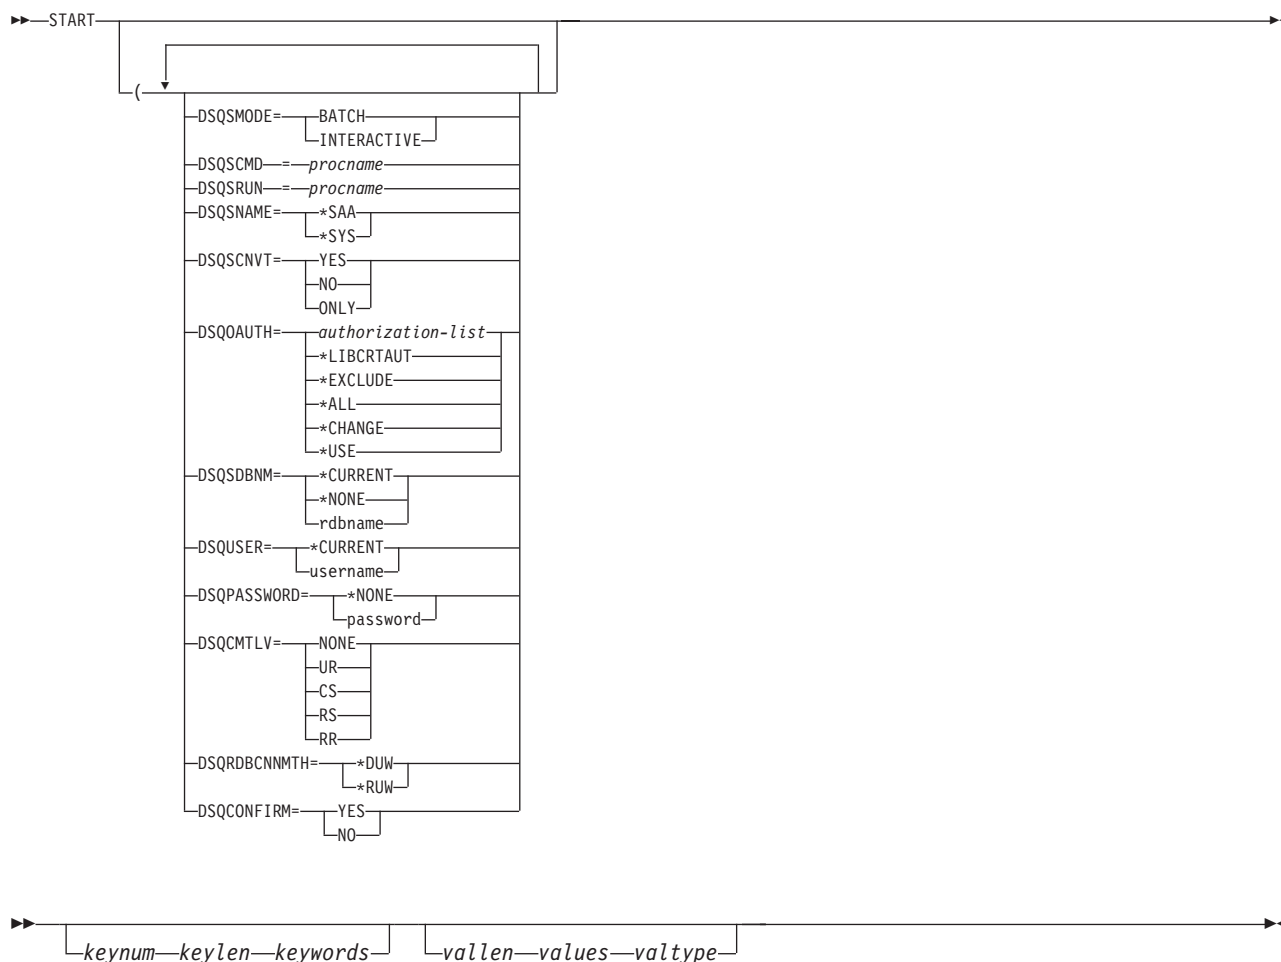 START
(
DSQSMODE= BATCH
INTERACTIVE
DSQSCMD = procname
DSQSRUN = procname
DSQSNAME= *SAA
*SYS
DSQSCNVT= YES
NO
ONLY
DSQOAUTH= authorization-list
*LIBCRTAUT
*EXCLUDE
*ALL
*CHANGE
*USE
DSQSDBNM= *CURRENT
*NONE
rdbname
DSQUSER= *CURRENT
username
DSQPASSWORD= *NONE
password
DSQCMTLV= NONE
UR
CS
RS
RR
DSQRDBCNNMTH= *DUW
*RUW
DSQCONFIRM= YES
NO
keynum keylen keywords vallen values valtype